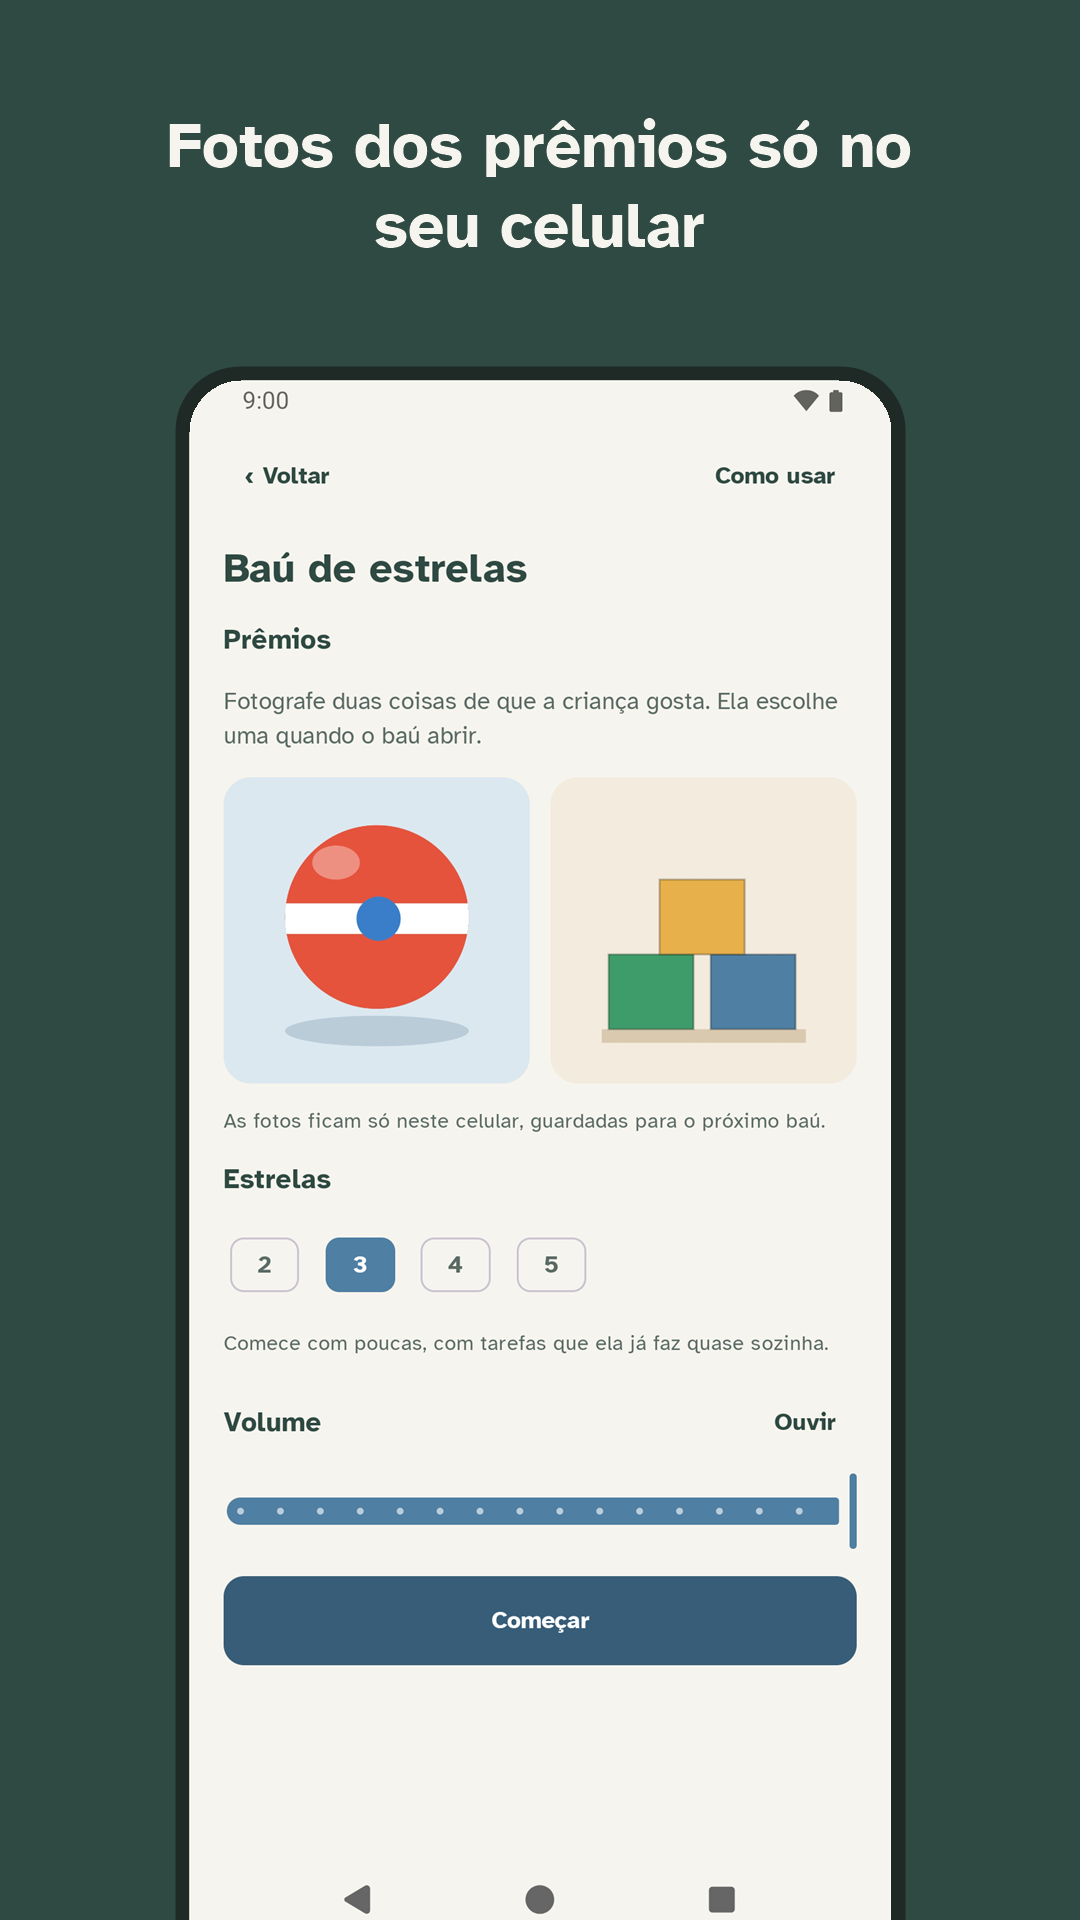 Fotos dos prêmios só no
seu celular
9:00
‹ Voltar
Como usar
Baú de estrelas
Prêmios
Fotografe duas coisas de que a criança gosta. Ela escolhe
uma quando o baú abrir.
As fotos ficam só neste celular, guardadas para o próximo baú.
Estrelas
2 3 4 5
Comece com poucas, com tarefas que ela já faz quase sozinha.
Volume
Ouvir
Começar